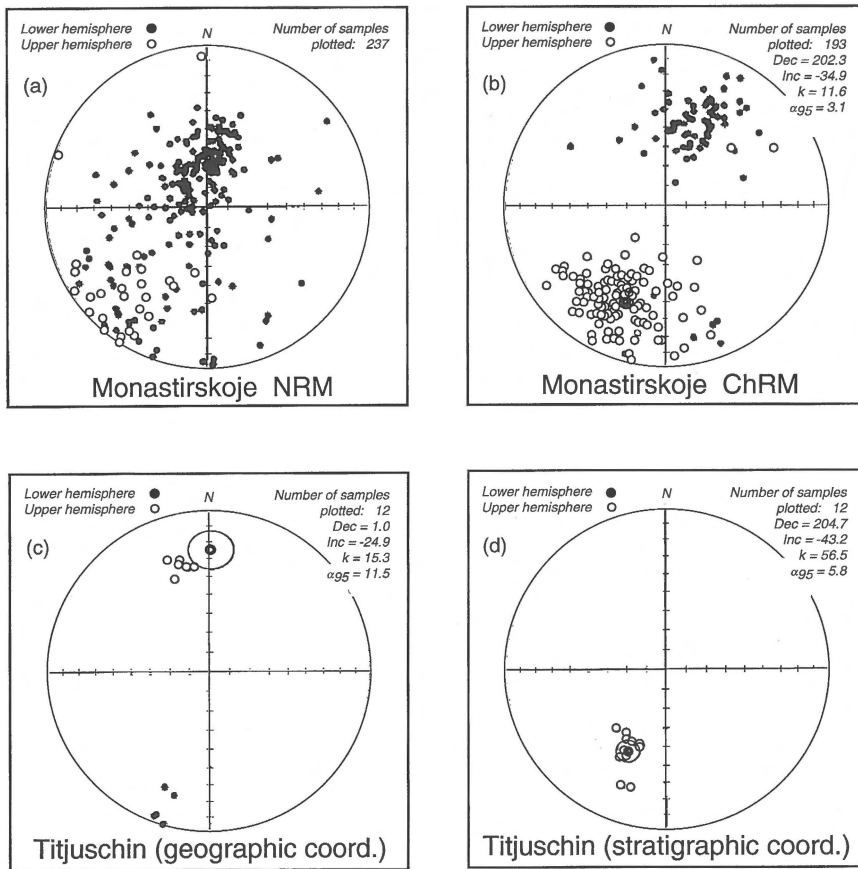 Lower hemisphere ●
Upper hemisphere ○
N
Number of samples
plotted: 237
(a)
Monastirskoje NRM
Lower hemisphere ●
Upper hemisphere ○
N
Number of samples
plotted: 193
Dec = 202.3
Inc = -34.9
k = 11.6
α95 = 3.1
(b)
Monastirskoje ChRM
Lower hemisphere ●
Upper hemisphere ○
N
Number of samples
plotted: 12
Dec = 1.0
Inc = -24.9
k = 15.3
α95 = 11.5
(c)
Titjuschin (geographic coord.)
Lower hemisphere ●
Upper hemisphere ○
N
Number of samples
plotted: 12
Dec = 204.7
Inc = -43.2
k = 56.5
α95 = 5.8
(d)
Titjuschin (stratigraphic coord.)